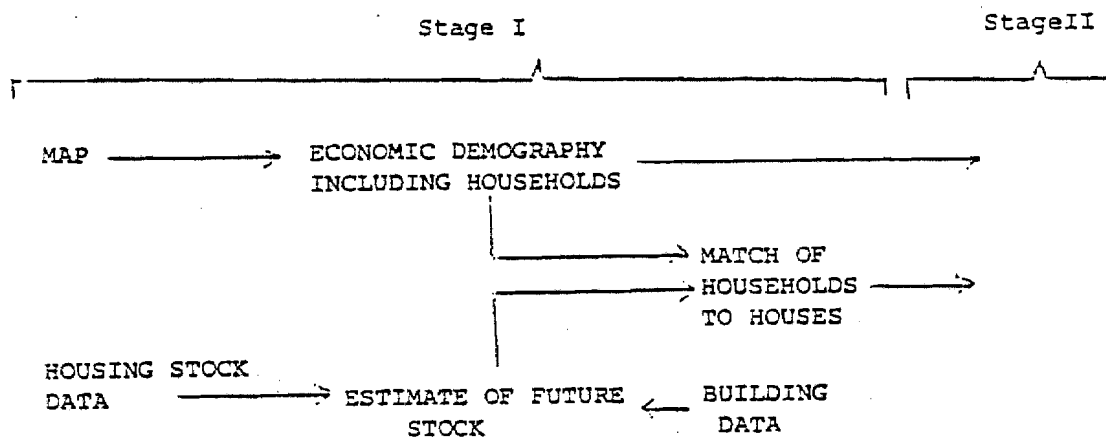 Stage I
StageII
MAP
ECONOMIC DEMOGRAPHY
INCLUDING HOUSEHOLDS
MATCH OF
HOUSEHOLDS
TO HOUSES
HOUSING STOCK
DATA
ESTIMATE OF FUTURE
STOCK
BUILDING
DATA